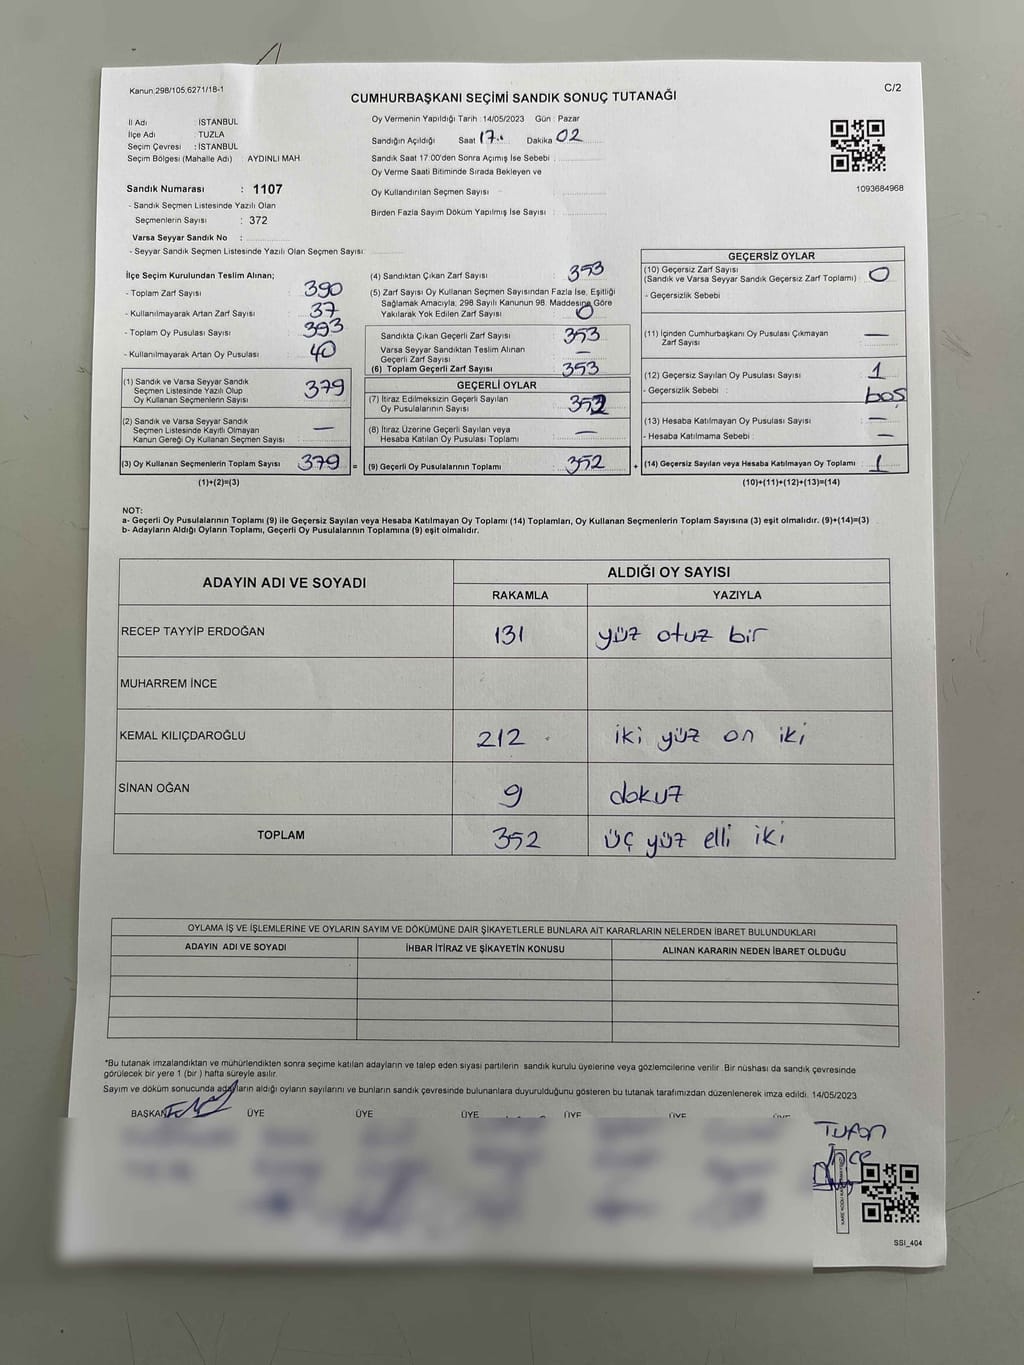 Kanun:298/105,6271/18-1
C/2
CUMHURBAŞKANI SEÇİMİ SANDIK SONUÇ TUTANAĞI
İl Adı : İSTANBUL
İlçe Adı : TUZLA
Seçim Çevresi : İSTANBUL
Seçim Bölgesi (Mahalle Adı) : AYDINLI MAH
Sandık Numarası : 1107
- Sandık Seçmen Listesinde Yazılı Olan
Seçmenlerin Sayısı : 372
Varsa Seyyar Sandık No :
- Seyyar Sandık Seçmen Listesinde Yazılı Olan Seçmen Sayısı:
Oy Vermenin Yapıldığı Tarih : 14/05/2023 Gün : Pazar
Sandığın Açıldığı Saat 17 Dakika 02
Sandık Saat 17:00'den Sonra Açımış İse Sebebi :
Oy Verme Saati Bitiminde Sırada Bekleyen ve
Oy Kullandırılan Seçmen Sayısı :
Birden Fazla Sayım Döküm Yapılmış İse Sayısı :
1093684968
İlçe Seçim Kurulundan Teslim Alınan;
- Toplam Zarf Sayısı : 390
- Kullanılmayarak Artan Zarf Sayısı : 37
- Toplam Oy Pusulası Sayısı : 393
- Kullanılmayarak Artan Oy Pusulası : 40
(1) Sandık ve Varsa Seyyar Sandık
Seçmen Listesinde Yazılı Olup
Oy Kullanan Seçmenlerin Sayısı : 379
(2) Sandık ve Varsa Seyyar Sandık
Seçmen Listesinde Kayıtlı Olmayan
Kanun Gereği Oy Kullanan Seçmen Sayısı : —
(3) Oy Kullanan Seçmenlerin Toplam Sayısı : 379 =
(1)+(2)=(3)
(4) Sandıktan Çıkan Zarf Sayısı : 353
(5) Zarf Sayısı Oy Kullanan Seçmen Sayısından Fazla İse, Eşitliği
Sağlamak Amacıyla, 298 Sayılı Kanunun 98. Maddesine Göre
Yakılarak Yok Edilen Zarf Sayısı : 0
Sandıkta Çıkan Geçerli Zarf Sayısı : 353
Varsa Seyyar Sandıktan Teslim Alınan
Geçerli Zarf Sayısı : —
(6) Toplam Geçerli Zarf Sayısı : 353
GEÇERLİ OYLAR
(7) İtiraz Edilmeksizin Geçerli Sayılan
Oy Pusulalarının Sayısı : 352
(8) İtiraz Üzerine Geçerli Sayılan veya
Hesaba Katılan Oy Pusulası Toplamı : —
(9) Geçerli Oy Pusulalarının Toplamı : 352 +
GEÇERSİZ OYLAR
(10) Geçersiz Zarf Sayısı
(Sandık ve Varsa Seyyar Sandık Geçersiz Zarf Toplamı) : 0
- Geçersizlik Sebebi :
(11) İçinden Cumhurbaşkanı Oy Pusulası Çıkmayan
Zarf Sayısı : —
(12) Geçersiz Sayılan Oy Pusulası Sayısı : 1
- Geçersizlik Sebebi : boş
(13) Hesaba Katılmayan Oy Pusulası Sayısı : —
- Hesaba Katılmama Sebebi : —
(14) Geçersiz Sayılan veya Hesaba Katılmayan Oy Toplamı : 1
(10)+(11)+(12)+(13)=(14)
NOT:
a- Geçerli Oy Pusulalarının Toplamı (9) ile Geçersiz Sayılan veya Hesaba Katılmayan Oy Toplamı (14) Toplamları, Oy Kullanan Seçmenlerin Toplam Sayısına (3) eşit olmalıdır. (9)+(14)=(3)
b- Adayların Aldığı Oyların Toplamı, Geçerli Oy Pusulalarının Toplamına (9) eşit olmalıdır.
ADAYIN ADI VE SOYADI
ALDIĞI OY SAYISI
RAKAMLA YAZIYLA
RECEP TAYYİP ERDOĞAN 131 yüz otuz bir
MUHARREM İNCE
KEMAL KILIÇDAROĞLU 212 iki yüz on iki
SİNAN OĞAN 9 dokuz
TOPLAM 352 üç yüz elli iki
OYLAMA İŞ VE İŞLEMLERİNE VE OYLARIN SAYIM VE DÖKÜMÜNE DAİR ŞİKAYETLERLE BUNLARA AİT KARARLARIN NELERDEN İBARET BULUNDUKLARI
ADAYIN ADI VE SOYADI İHBAR İTİRAZ VE ŞİKAYETİN KONUSU ALINAN KARARIN NEDEN İBARET OLDUĞU
*Bu tutanak imzalandıktan ve mühürlendikten sonra seçime katılan adayların ve talep eden siyasi partilerin sandık kurulu üyelerine veya gözlemcilerine verilir. Bir nüshası da sandık çevresinde
görülecek bir yere 1 (bir ) hafta süreyle asılır.
Sayım ve döküm sonucunda adayların aldığı oyların sayılarını ve bunların sandık çevresinde bulunanlara duyurulduğunu gösteren bu tutanak tarafımızdan düzenlenerek imza edildi. 14/05/2023
BAŞKAN ÜYE ÜYE ÜYE ÜYE ÜYE ÜYE
Tufan
İnce
SSI_404